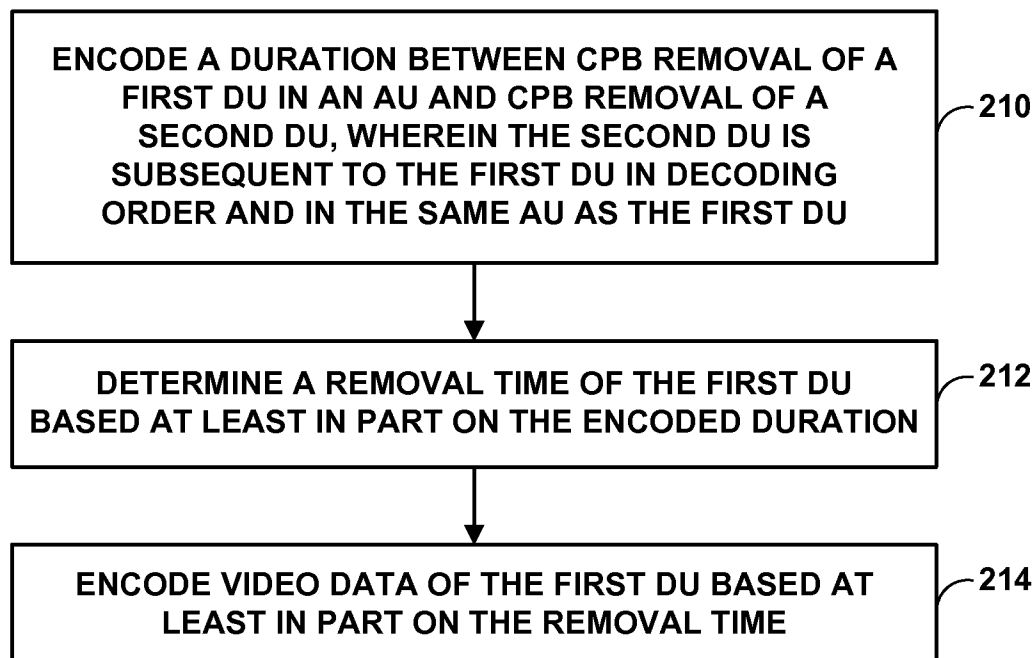 ENCODE A DURATION BETWEEN CPB REMOVAL OF A
FIRST DU IN AN AU AND CPB REMOVAL OF A
SECOND DU, WHEREIN THE SECOND DU IS
SUBSEQUENT TO THE FIRST DU IN DECODING
ORDER AND IN THE SAME AU AS THE FIRST DU
210
DETERMINE A REMOVAL TIME OF THE FIRST DU
BASED AT LEAST IN PART ON THE ENCODED DURATION
212
ENCODE VIDEO DATA OF THE FIRST DU BASED AT
LEAST IN PART ON THE REMOVAL TIME
214